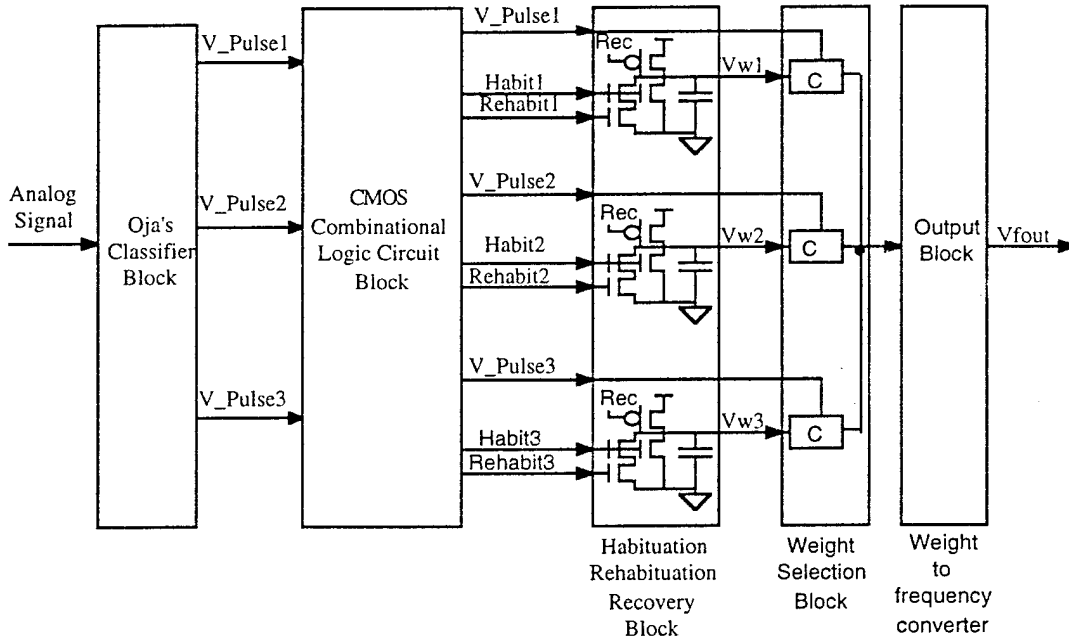 Analog
Signal
Oja's
Classifier
Block
V_Pulse1
V_Pulse2
V_Pulse3
CMOS
Combinational
Logic Circuit
Block
V_Pulse1
Habit1
Rehabit1
V_Pulse2
Habit2
Rehabit2
V_Pulse3
Habit3
Rehabit3
Rec
Rec
Rec
Vw1
Vw2
Vw3
C
C
C
Output
Block
Vfout
Habituation
Rehabituation
Recovery
Block
Weight
Selection
Block
Weight
to
frequency
converter